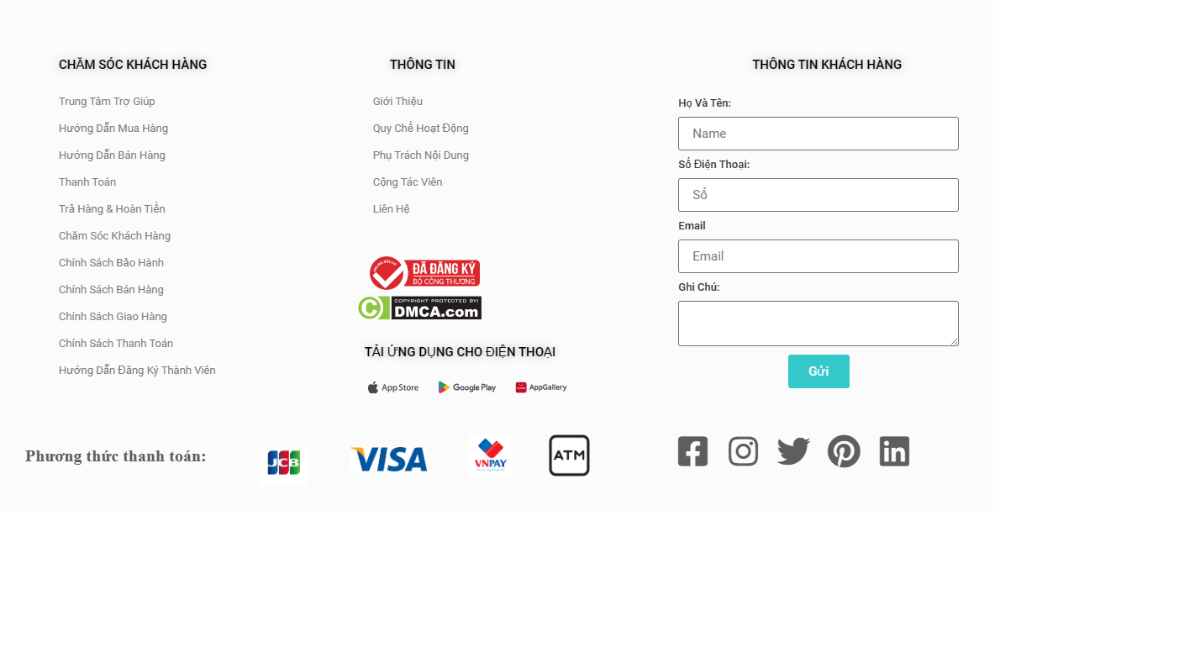 CHĂM SÓC KHÁCH HÀNG
Trung Tâm Trợ Giúp
Hướng Dẫn Mua Hàng
Hướng Dẫn Bán Hàng
Thanh Toán
Trả Hàng & Hoàn Tiền
Chăm Sóc Khách Hàng
Chính Sách Bảo Hành
Chính Sách Bán Hàng
Chính Sách Giao Hàng
Chính Sách Thanh Toán
Hướng Dẫn Đăng Ký Thành Viên
THÔNG TIN
Giới Thiệu
Quy Chế Hoạt Động
Phụ Trách Nội Dung
Cộng Tác Viên
Liên Hệ
ĐÃ ĐĂNG KÝ
BỘ CÔNG THƯƠNG
COPYRIGHT PROTECTED BY:
DMCA.com
TẢI ỨNG DỤNG CHO ĐIỆN THOẠI
App Store
Google Play
AppGallery
THÔNG TIN KHÁCH HÀNG
Họ Và Tên:
Name
Số Điện Thoại:
Số
Email
Email
Ghi Chú:
Gửi
Phương thức thanh toán:
JCB
VISA
VNPAY
ATM